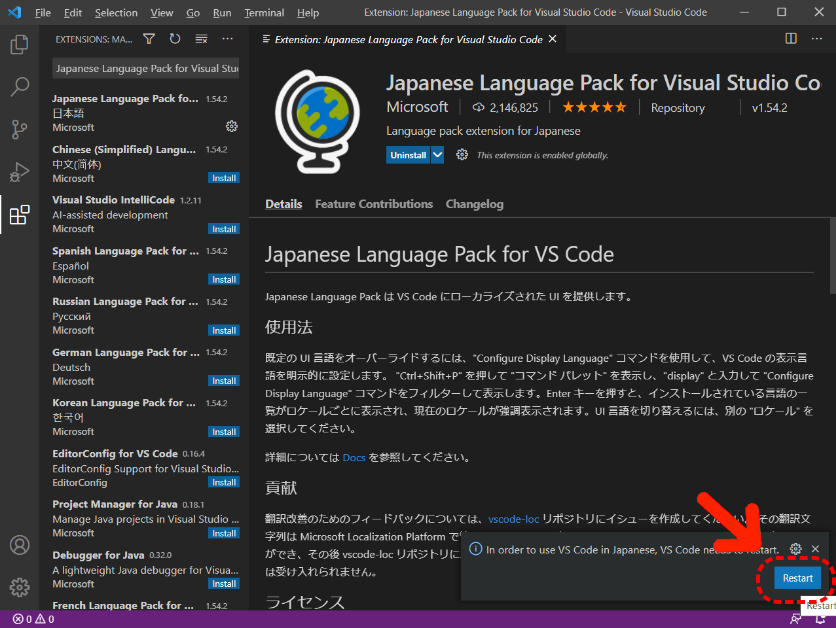 File Edit Selection View Go Run Terminal Help
Extension: Japanese Language Pack for Visual Studio Code - Visual Studio Code
EXTENSIONS: MA...
Japanese Language Pack for Visual Stu
Japanese Language Pack fo... 1.54.2
日本語
Microsoft
Chinese (Simplified) Langu... 1.54.2
中文(简体)
Microsoft Install
Visual Studio IntelliCode 1.2.11
AI-assisted development
Microsoft Install
Spanish Language Pack for ... 1.54.2
Español
Microsoft Install
Russian Language Pack for ... 1.54.2
Русский
Microsoft Install
German Language Pack for ... 1.54.2
Deutsch
Microsoft Install
Korean Language Pack for ... 1.54.2
한국어
Microsoft Install
EditorConfig for VS Code 0.16.4
EditorConfig Support for Visual Studio...
EditorConfig Install
Project Manager for Java 0.18.1
Manage Java projects in Visual Studio ...
Microsoft Install
Debugger for Java 0.32.0
A lightweight Java debugger for Visua...
Microsoft Install
French Language Pack for ... 1.54.2
Extension: Japanese Language Pack for Visual Studio Code
Japanese Language Pack for Visual Studio Co
Microsoft 2,146,825 Repository v1.54.2
Language pack extension for Japanese
Uninstall This extension is enabled globally.
Details Feature Contributions Changelog
Japanese Language Pack for VS Code
Japanese Language Pack は VS Code にローカライズされた UI を提供します。
使用法
既定の UI 言語をオーバーライドするには、"Configure Display Language" コマンドを使用して、VS Code の表示言
語を明示的に設定します。 "Ctrl+Shift+P" を押して "コマンド パレット" を表示し、"display" と入力して "Configure
Display Language" コマンドをフィルターして表示します。Enter キーを押すと、インストールされている言語の一
覧がロケールごとに表示され、現在のロケールが強調表示されます。UI 言語を切り替えるには、別の "ロケール" を
選択してください。
詳細については Docs を参照してください。
貢献
翻訳改善のためのフィードバックについては、vscode-loc リポジトリにイシューを作成してください。その翻訳文
字列は Microsoft Localization Platform で
ができ、その後 vscode-loc リポジトリに
は受け入れられません。
ライセンス
In order to use VS Code in Japanese, VS Code needs to restart.
Restart
Restart
0 0